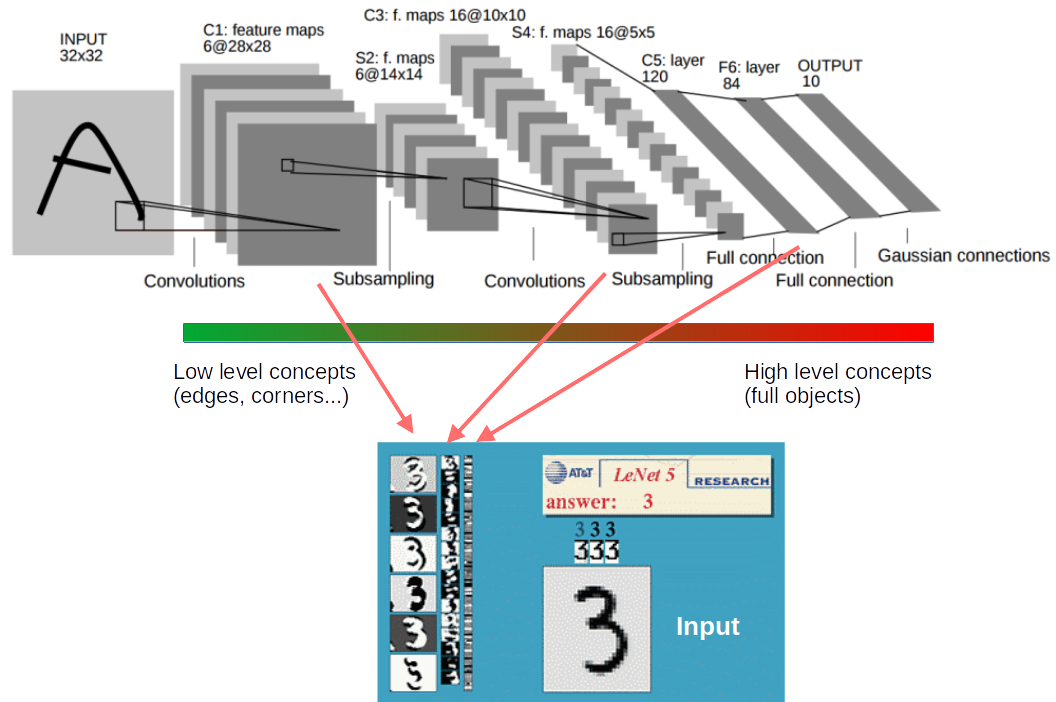 INPUT
32x32
C1: feature maps
6@28x28
S2: f. maps
6@14x14
C3: f. maps 16@10x10
S4: f. maps 16@5x5
C5: layer
120
F6: layer
84
OUTPUT
10
Convolutions
Subsampling
Convolutions
Subsampling
Full connection
Full connection
Gaussian connections
Low level concepts
(edges, corners...)
High level concepts
(full objects)
AT&T
LeNet 5
RESEARCH
answer: 3
3 3 3
3 3 3
3
Input